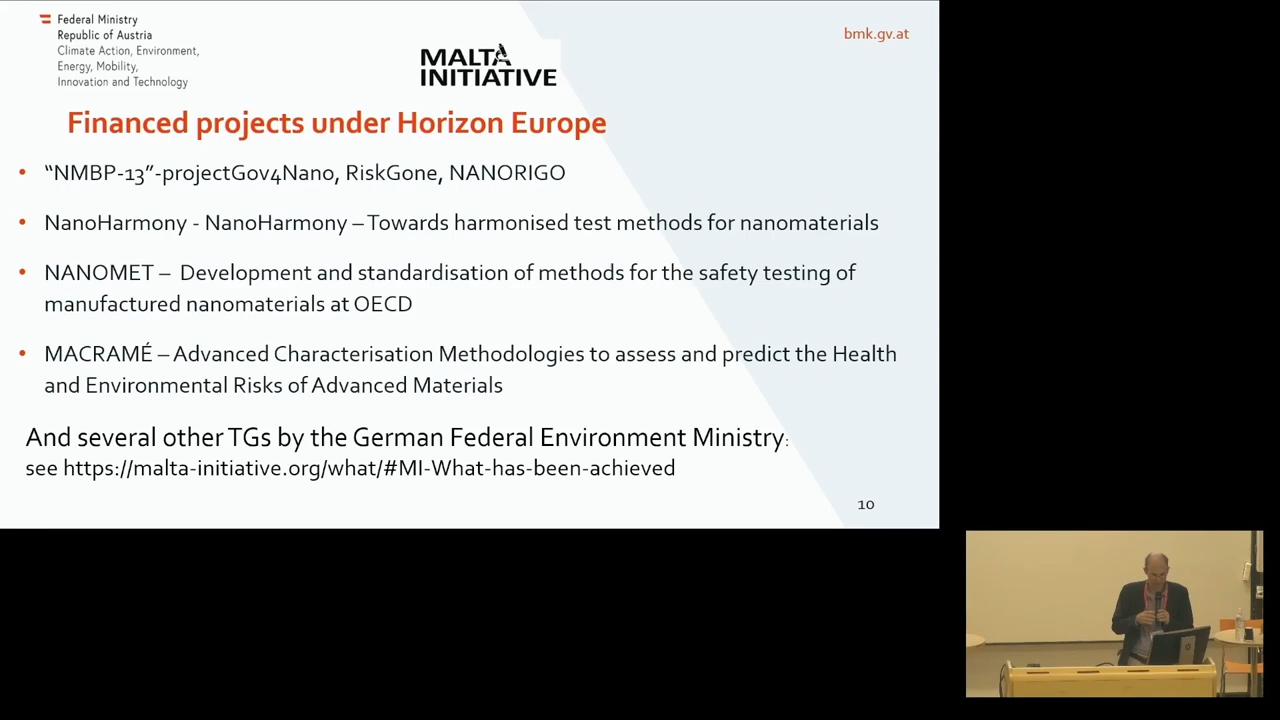 Federal Ministry
Republic of Austria
Climate Action, Environment,
Energy, Mobility,
Innovation and Technology
MALTA
INITIATIVE
bmk.gv.at
Financed projects under Horizon Europe
• “NMBP-13”-projectGov4Nano, RiskGone, NANORIGO
• NanoHarmony - NanoHarmony – Towards harmonised test methods for nanomaterials
• NANOMET – Development and standardisation of methods for the safety testing of
manufactured nanomaterials at OECD
• MACRAMÉ – Advanced Characterisation Methodologies to assess and predict the Health
and Environmental Risks of Advanced Materials
And several other TGs by the German Federal Environment Ministry:
see https://malta-initiative.org/what/#MI-What-has-been-achieved
10